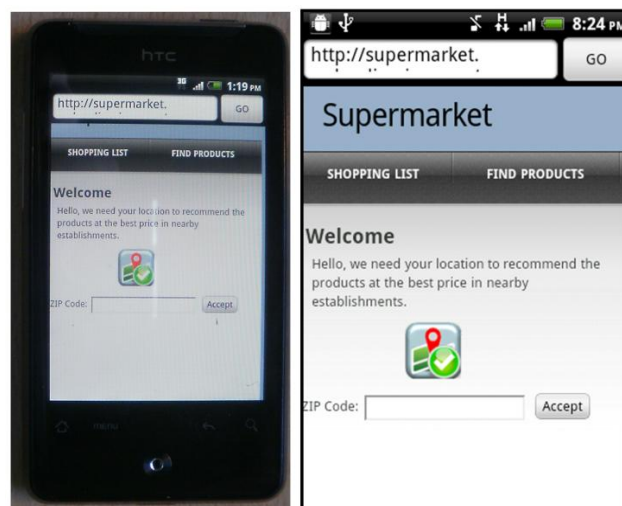 htc
3G 1:19 PM
http://supermarket.
GO
SHOPPING LIST FIND PRODUCTS
Welcome
Hello, we need your location to recommend the
products at the best price in nearby
establishments.
ZIP Code: Accept
menu
H 8:24 PM
http://supermarket.
GO
Supermarket
SHOPPING LIST FIND PRODUCTS
Welcome
Hello, we need your location to recommend the
products at the best price in nearby
establishments.
ZIP Code: Accept